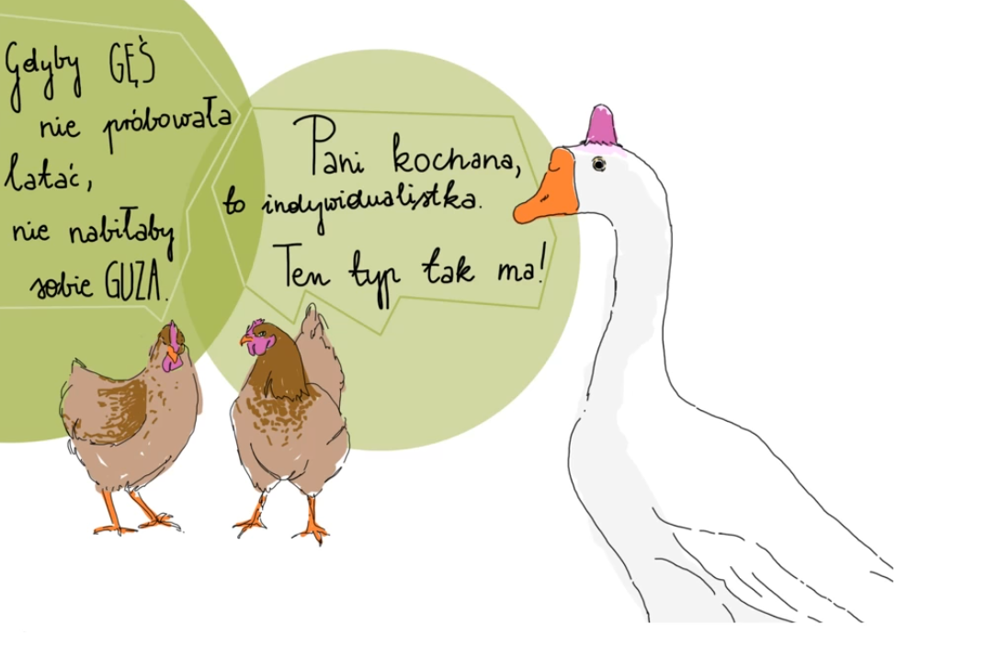 Gdyby GĘŚ
nie próbowała
latać,
nie nabiłaby
sobie GUZA.
Pani kochana,
to indywidualistka.
Ten typ tak ma!